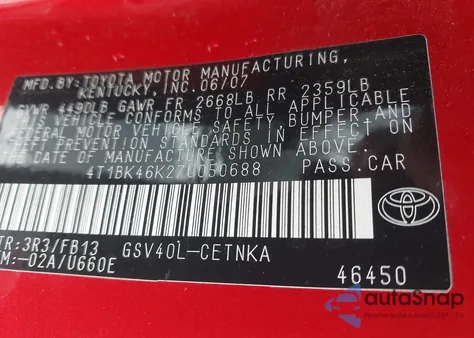 MFD.BY:TOYOTA MOTOR MANUFACTURING,
KENTUCKY,INC.06/07
GVWR 4490LB GAWR FR 2668LB RR 2359LB
THIS VEHICLE CONFORMS TO ALL APPLICABLE
FEDERAL MOTOR VEHICLE SAFETY, BUMPER, AND
THEFT PREVENTION STANDARDS IN EFFECT ON
THE DATE OF MANUFACTURE SHOWN ABOVE.
4T1BK46K27U050688 PASS.CAR
TR:3R3/FB13 GSV40L-CETNKA
M:-02A/U660E
46450
TOYOTA
autoSnap